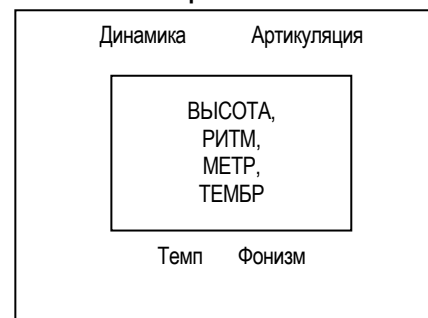 Динамика Артикуляция
ВЫСОТА,
РИТМ,
МЕТР,
ТЕМБР
Темп Фонизм